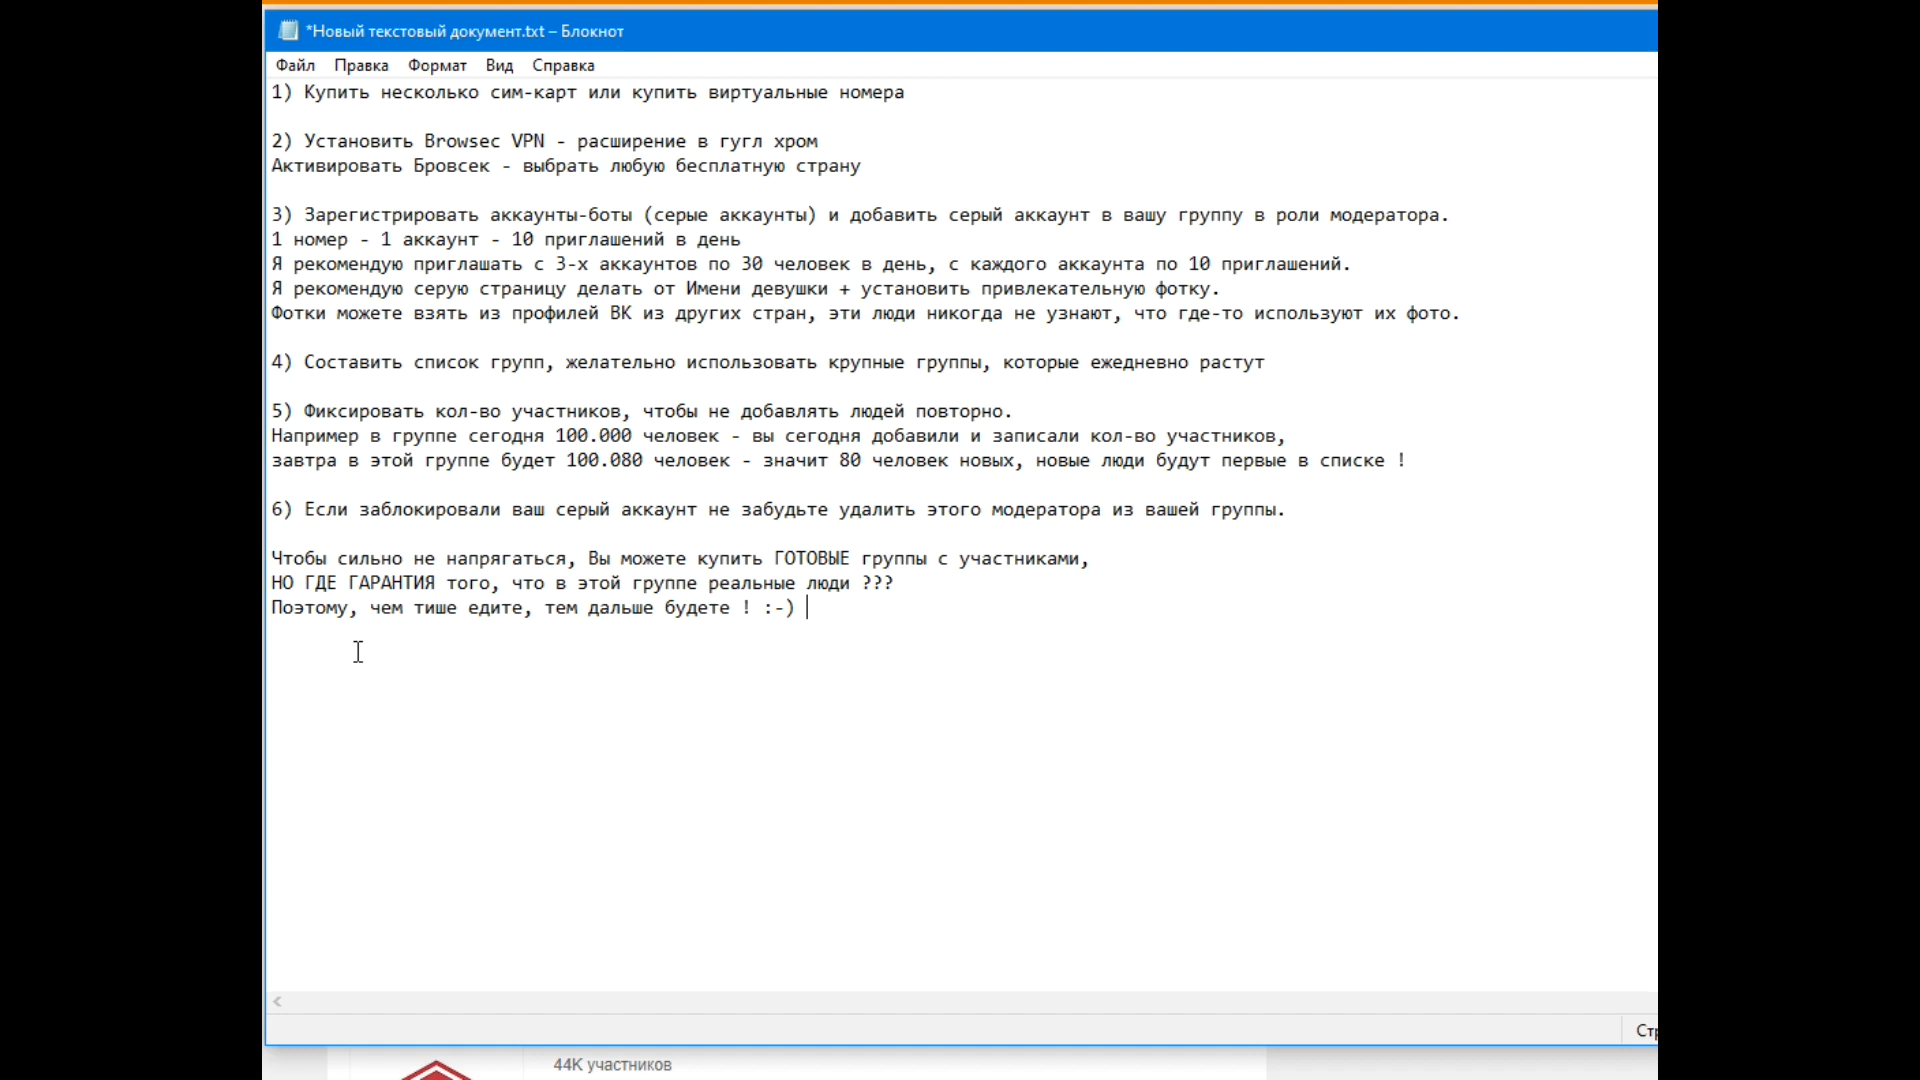 *Новый текстовый документ.txt – Блокнот
Файл Правка Формат Вид Справка
1) Купить несколько сим-карт или купить виртуальные номера
2) Установить Browsec VPN - расширение в гугл хром
Активировать Бровсек - выбрать любую бесплатную страну
3) Зарегистрировать аккаунты-боты (серые аккаунты) и добавить серый аккаунт в вашу группу в роли модератора.
1 номер - 1 аккаунт - 10 приглашений в день
Я рекомендую приглашать с 3-х аккаунтов по 30 человек в день, с каждого аккаунта по 10 приглашений.
Я рекомендую серую страницу делать от Имени девушки + установить привлекательную фотку.
Фотки можете взять из профилей ВК из других стран, эти люди никогда не узнают, что где-то используют их фото.
4) Составить список групп, желательно использовать крупные группы, которые ежедневно растут
5) Фиксировать кол-во участников, чтобы не добавлять людей повторно.
Например в группе сегодня 100.000 человек - вы сегодня добавили и записали кол-во участников,
завтра в этой группе будет 100.080 человек - значит 80 человек новых, новые люди будут первые в списке !
6) Если заблокировали ваш серый аккаунт не забудьте удалить этого модератора из вашей группы.
Чтобы сильно не напрягаться, Вы можете купить ГОТОВЫЕ группы с участниками,
НО ГДЕ ГАРАНТИЯ того, что в этой группе реальные люди ???
Поэтому, чем тише едите, тем дальше будете ! :-)
Стр
44K участников